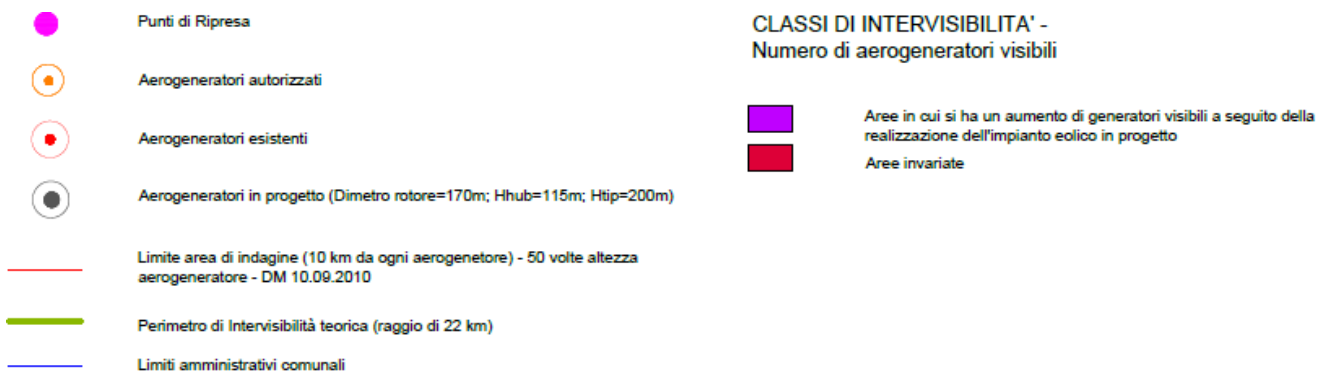 Punti di Ripresa
Aerogeneratori autorizzati
Aerogeneratori esistenti
Aerogeneratori in progetto (Dimetro rotore=170m; Hhub=115m; Htip=200m)
Limite area di indagine (10 km da ogni aerogenetore) - 50 volte altezza
aerogeneratore - DM 10.09.2010
Perimetro di Intervisibilità teorica (raggio di 22 km)
Limiti amministrativi comunali
CLASSI DI INTERVISIBILITA' -
Numero di aerogeneratori visibili
Aree in cui si ha un aumento di generatori visibili a seguito della
realizzazione dell'impianto eolico in progetto
Aree invariate